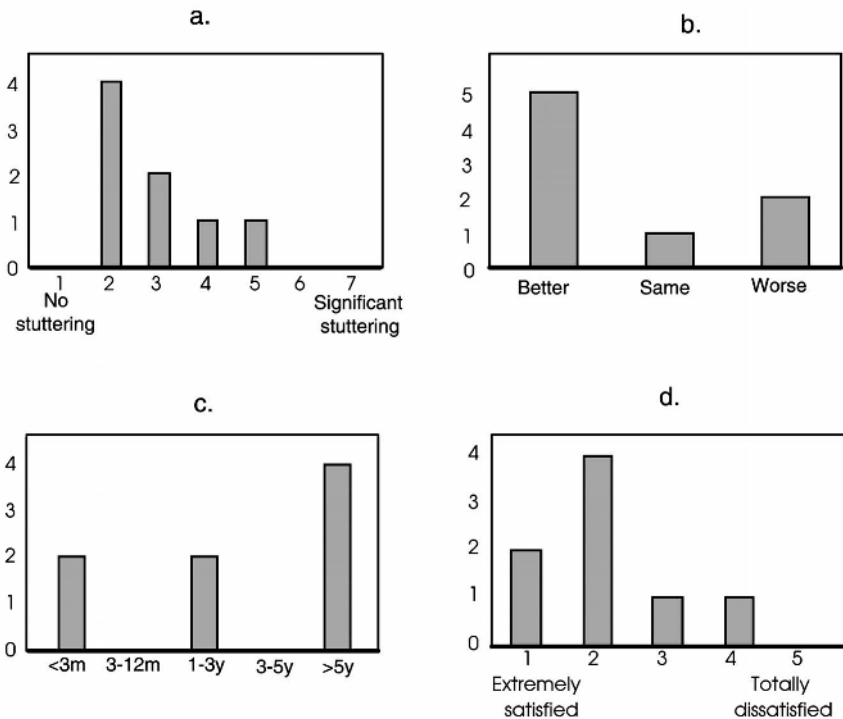 a.
4
3
2
1
0
1 2 3 4 5 6 7
No Significant
stuttering stuttering
b.
5
4
3
2
1
0
Better Same Worse
c.
4
3
2
1
0
<3m 3-12m 1-3y 3-5y >5y
d.
4
3
2
1
0
1 2 3 4 5
Extremely Totally
satisfied dissatisfied